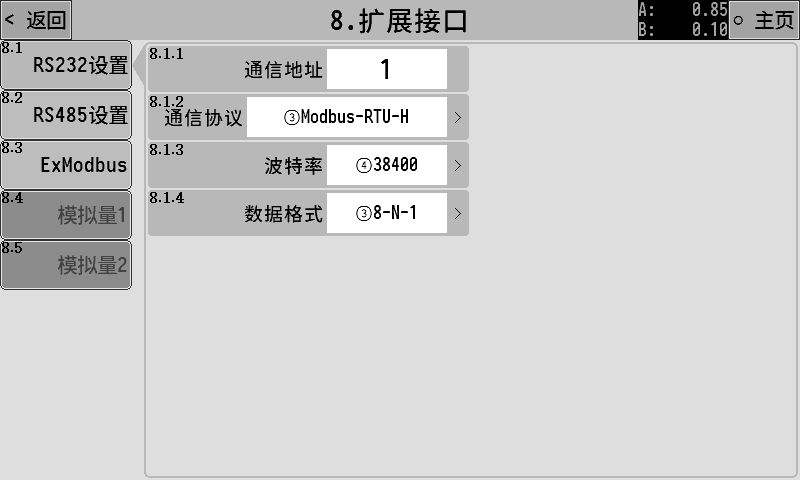 < 返回
8.扩展接口
A: 0.85
B: 0.10
○ 主页
8.1
RS232设置
8.2
RS485设置
8.3
ExModbus
8.4
模拟量1
8.5
模拟量2
8.1.1
通信地址
1
8.1.2
通信协议
③Modbus-RTU-H >
8.1.3
波特率
④38400 >
8.1.4
数据格式
③8-N-1 >